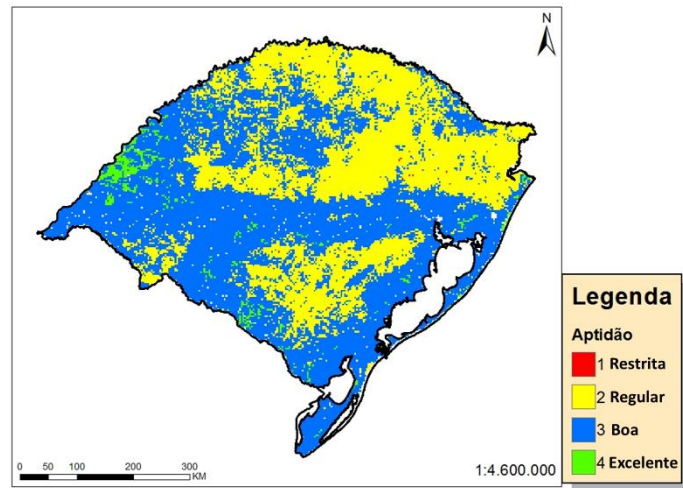 N
Legenda
Aptidão
1 Restrita
2 Regular
3 Boa
4 Excelente
0 50 100 200 300
KM
1:4.600.000